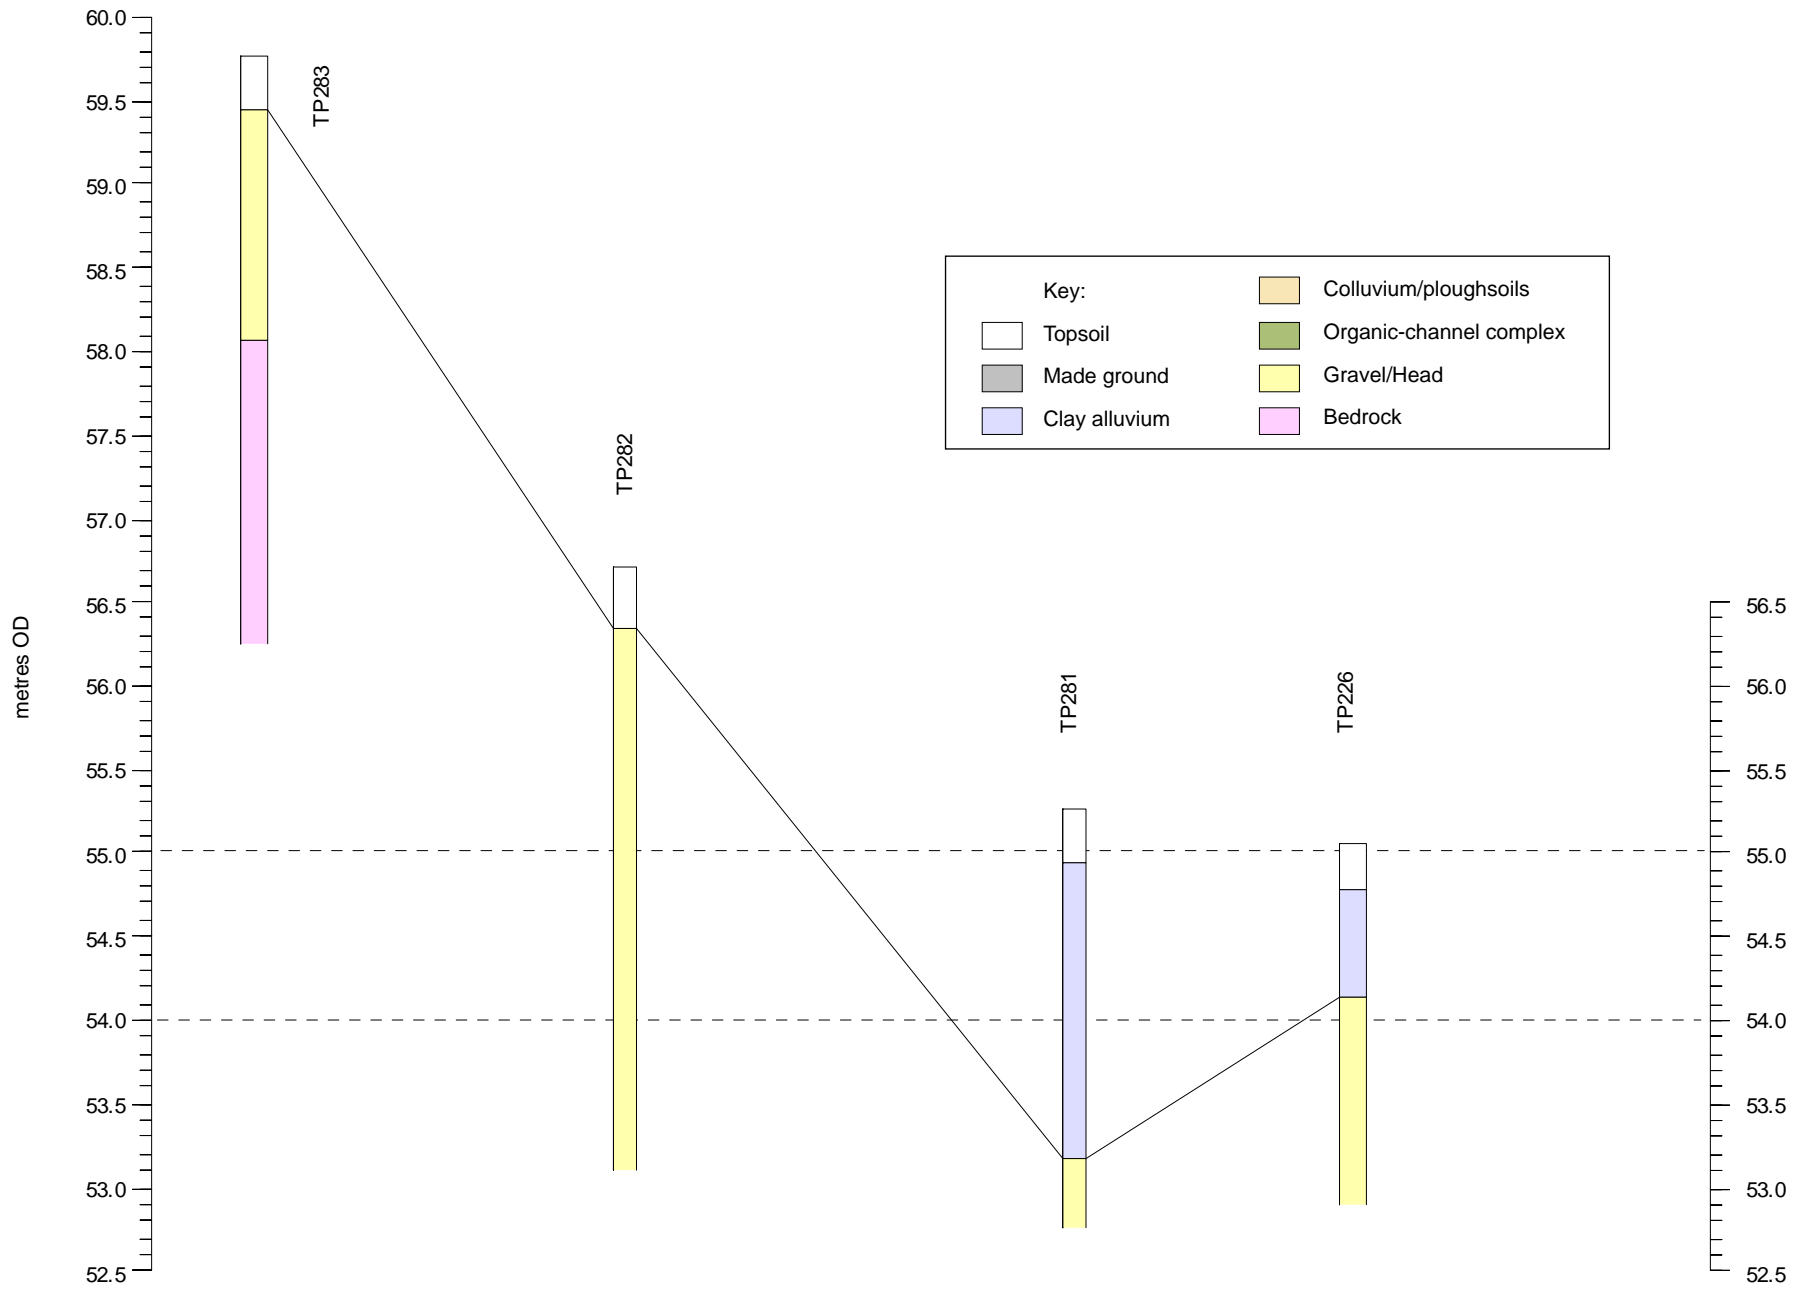 60.0
59.5
59.0
58.5
58.0
57.5
57.0
56.5
56.0
55.5
55.0
54.5
54.0
53.5
53.0
52.5
metres OD
TP283
TP282
TP281
TP226
Key:
Topsoil
Made ground
Clay alluvium
Colluvium/ploughsoils
Organic-channel complex
Gravel/Head
Bedrock
56.5
56.0
55.5
55.0
54.5
54.0
53.5
53.0
52.5